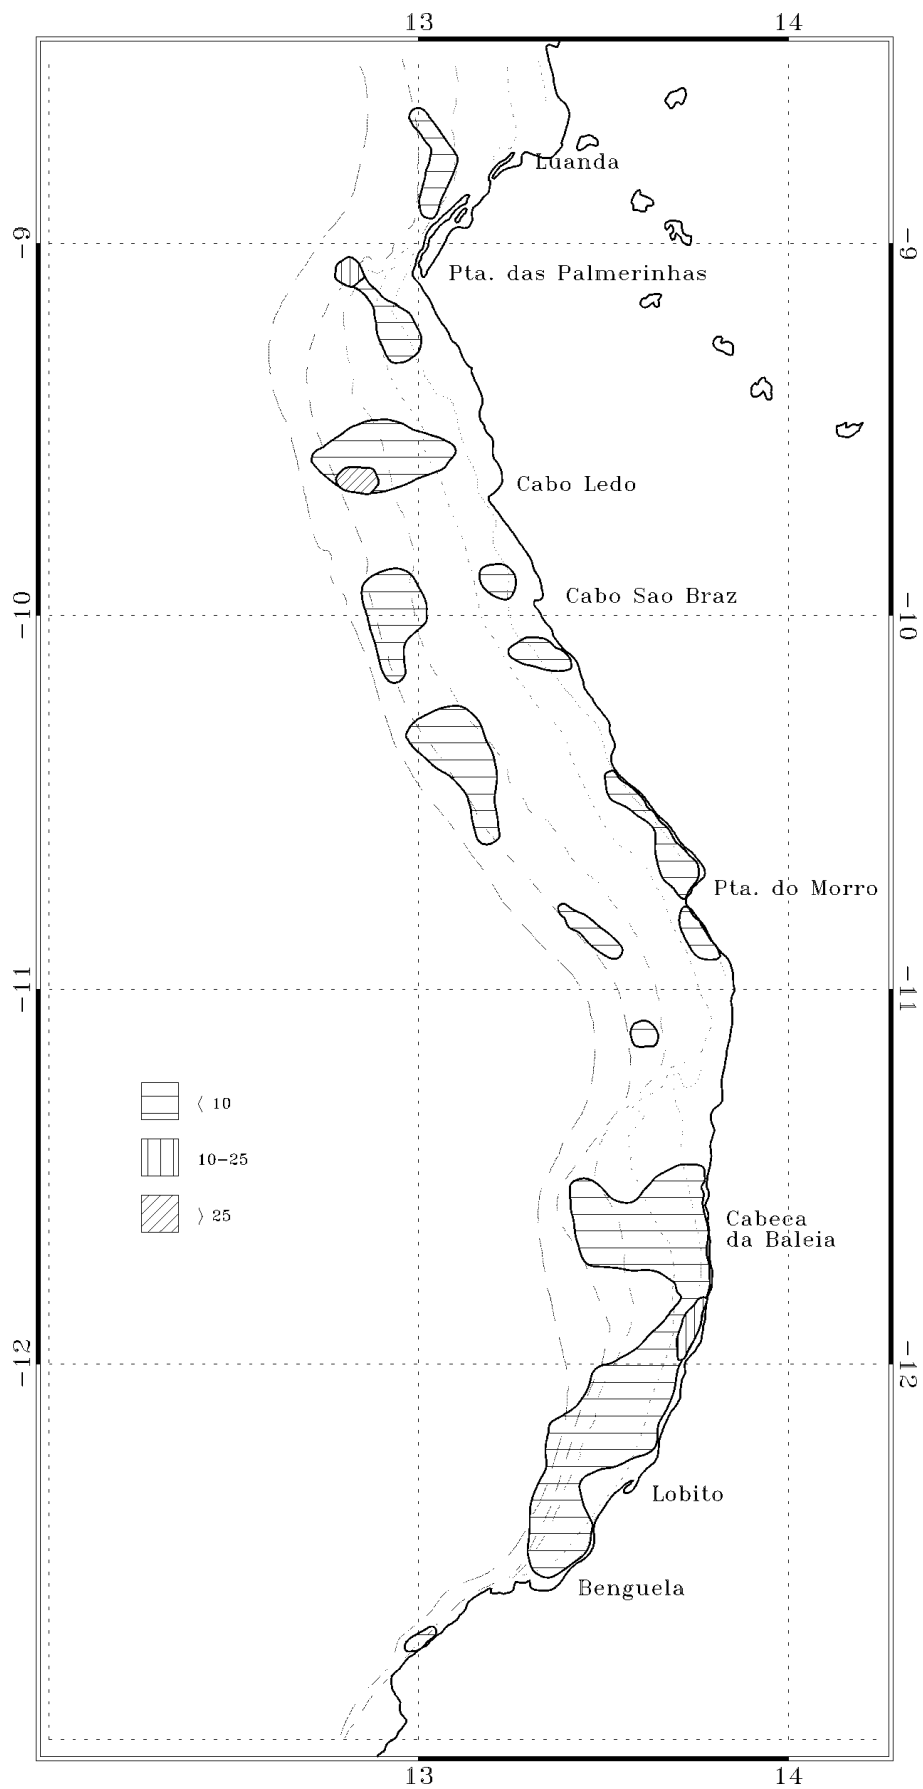 13 14
Luanda
-9 -9
Pta. das Palmerinhas
Cabo Ledo
Cabo Sao Braz
-10 -10
Pta. do Morro
-11 -11
< 10
10-25
> 25
Cabeca
da Baleia
-12 -12
Lobito
Benguela
13 14